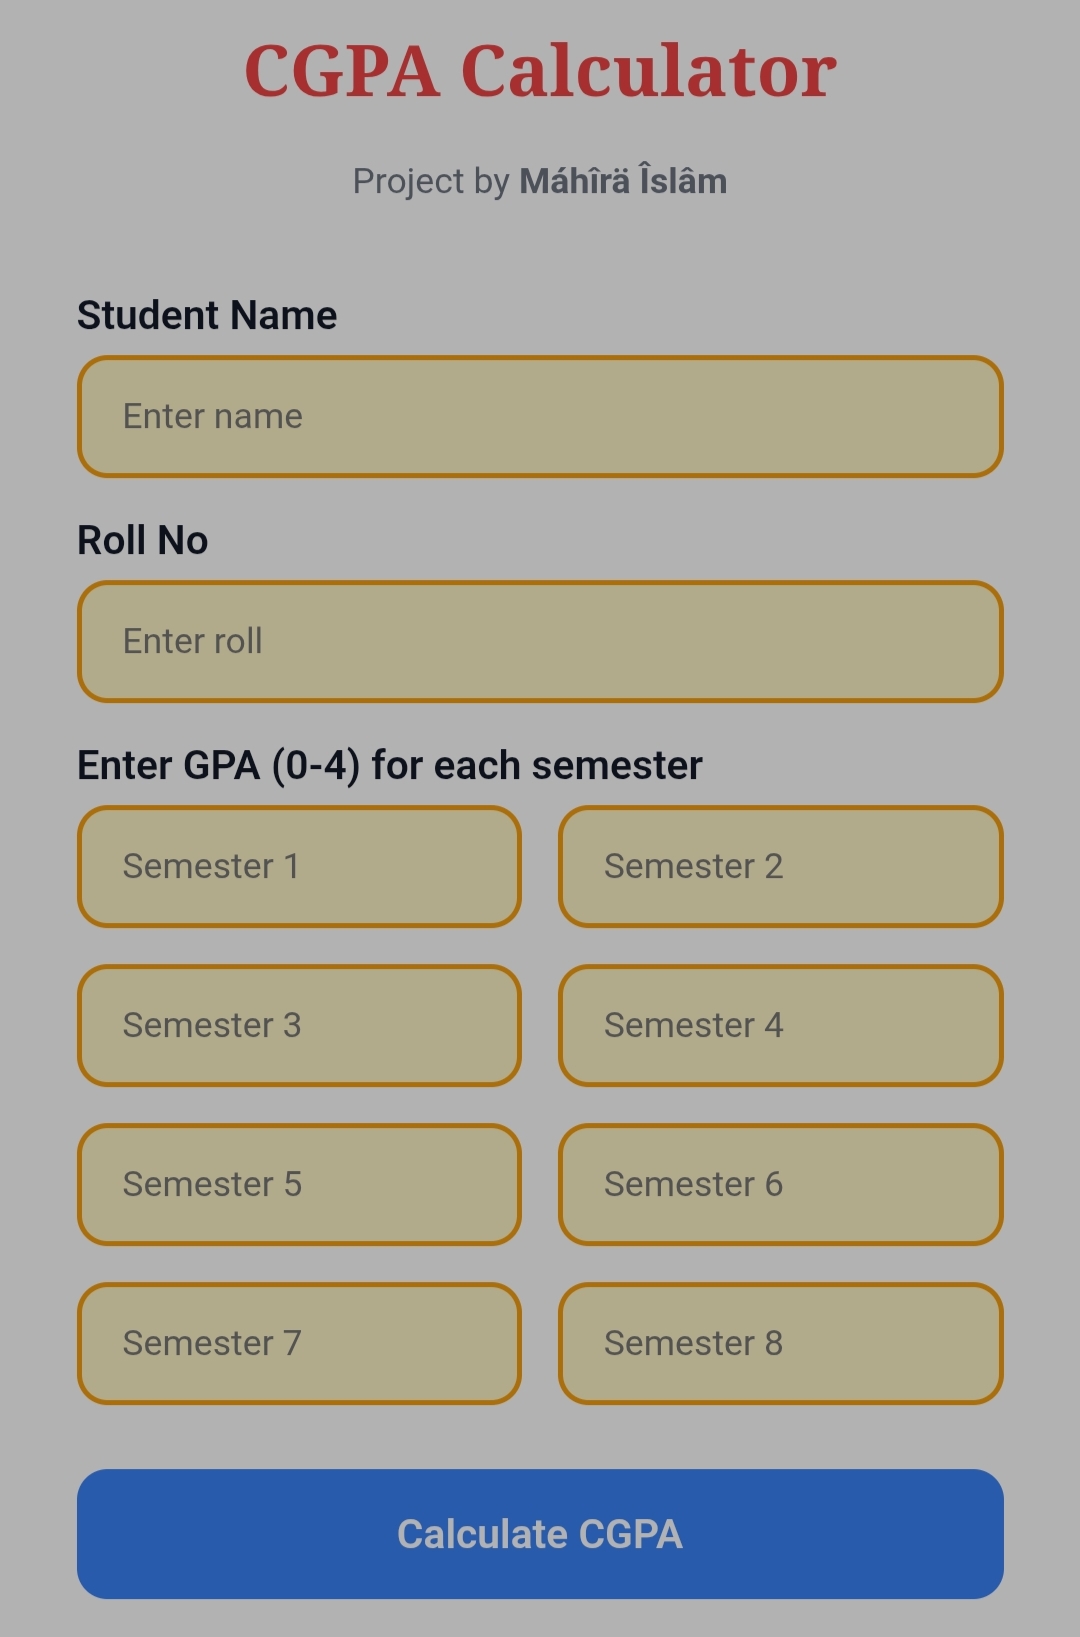 CGPA Calculator
Project by Máhîrä Îslâm
Student Name
Enter name
Roll No
Enter roll
Enter GPA (0-4) for each semester
Semester 1
Semester 2
Semester 3
Semester 4
Semester 5
Semester 6
Semester 7
Semester 8
Calculate CGPA